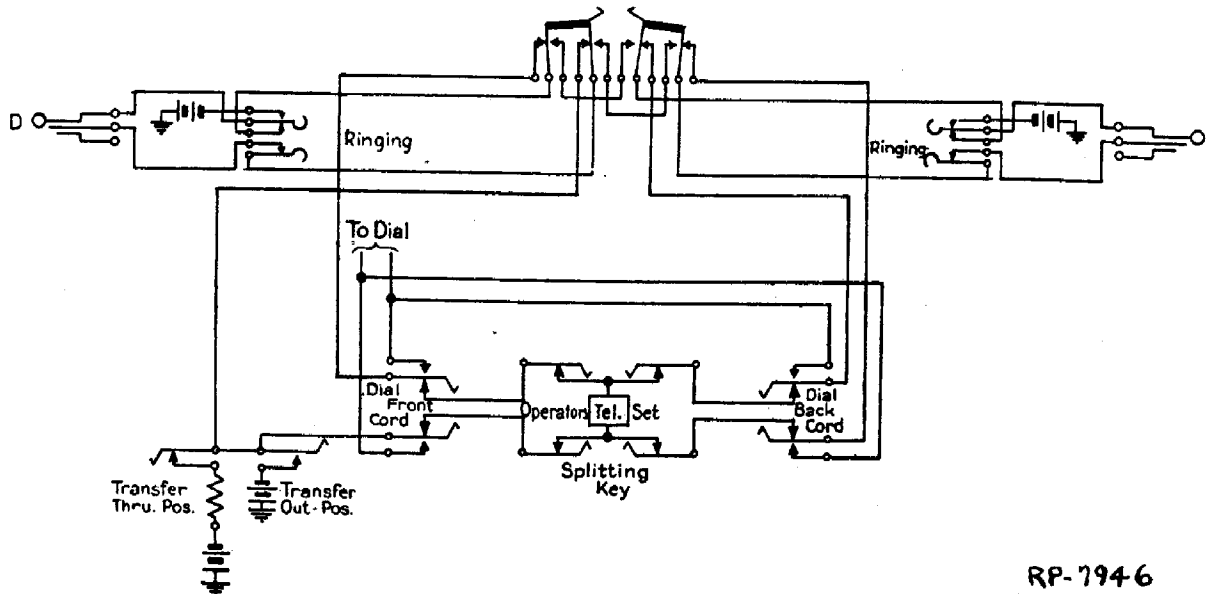 D
Ringing
Ringing
To Dial
Dial
Front
Cord
Operators Tel. Set
Dial
Back
Cord
Splitting
Key
Transfer
Thru. Pos.
Transfer
Out-Pos.
RP-7946